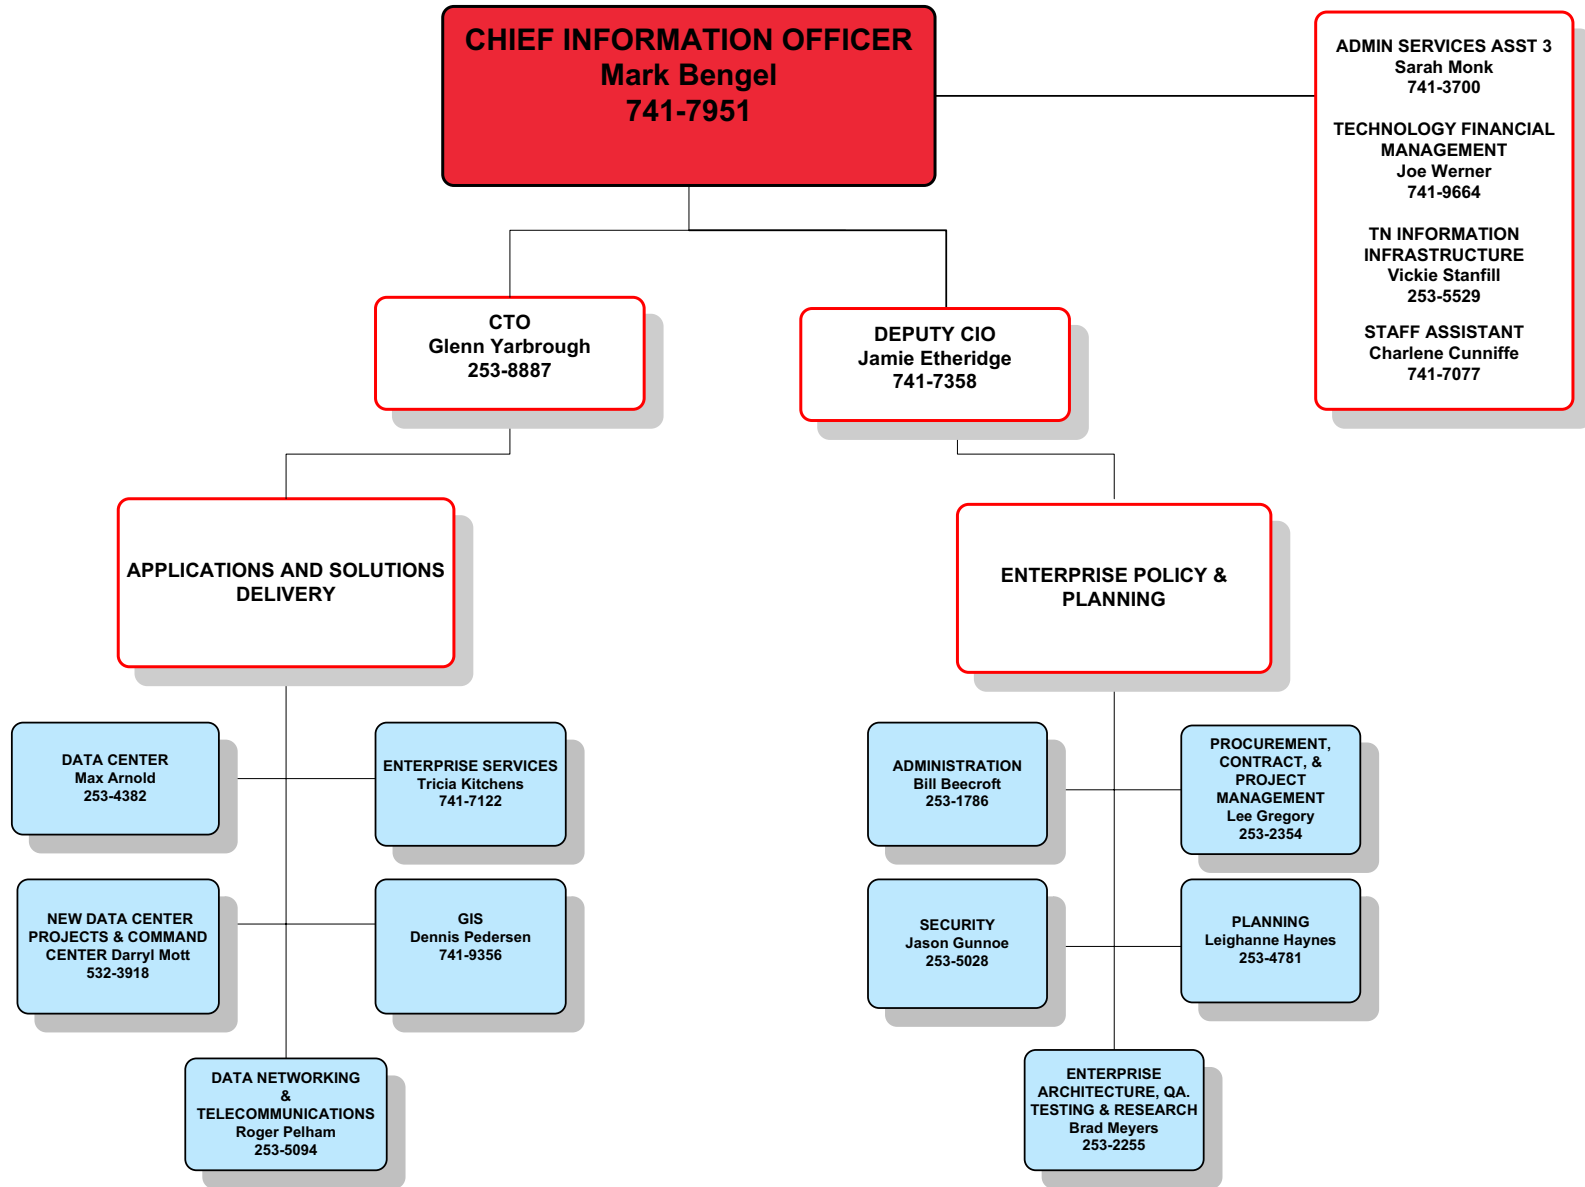 CHIEF INFORMATION OFFICER
Mark Bengel
741-7951
ADMIN SERVICES ASST 3
Sarah Monk
741-3700
TECHNOLOGY FINANCIAL
MANAGEMENT
Joe Werner
741-9664
TN INFORMATION
INFRASTRUCTURE
Vickie Stanfill
253-5529
STAFF ASSISTANT
Charlene Cunniffe
741-7077
CTO
Glenn Yarbrough
253-8887
DEPUTY CIO
Jamie Etheridge
741-7358
APPLICATIONS AND SOLUTIONS
DELIVERY
ENTERPRISE POLICY &
PLANNING
DATA CENTER
Max Arnold
253-4382
ENTERPRISE SERVICES
Tricia Kitchens
741-7122
ADMINISTRATION
Bill Beecroft
253-1786
PROCUREMENT,
CONTRACT, &
PROJECT
MANAGEMENT
Lee Gregory
253-2354
NEW DATA CENTER
PROJECTS & COMMAND
CENTER Darryl Mott
532-3918
GIS
Dennis Pedersen
741-9356
SECURITY
Jason Gunnoe
253-5028
PLANNING
Leighanne Haynes
253-4781
DATA NETWORKING
&
TELECOMMUNICATIONS
Roger Pelham
253-5094
ENTERPRISE
ARCHITECTURE, QA.
TESTING & RESEARCH
Brad Meyers
253-2255